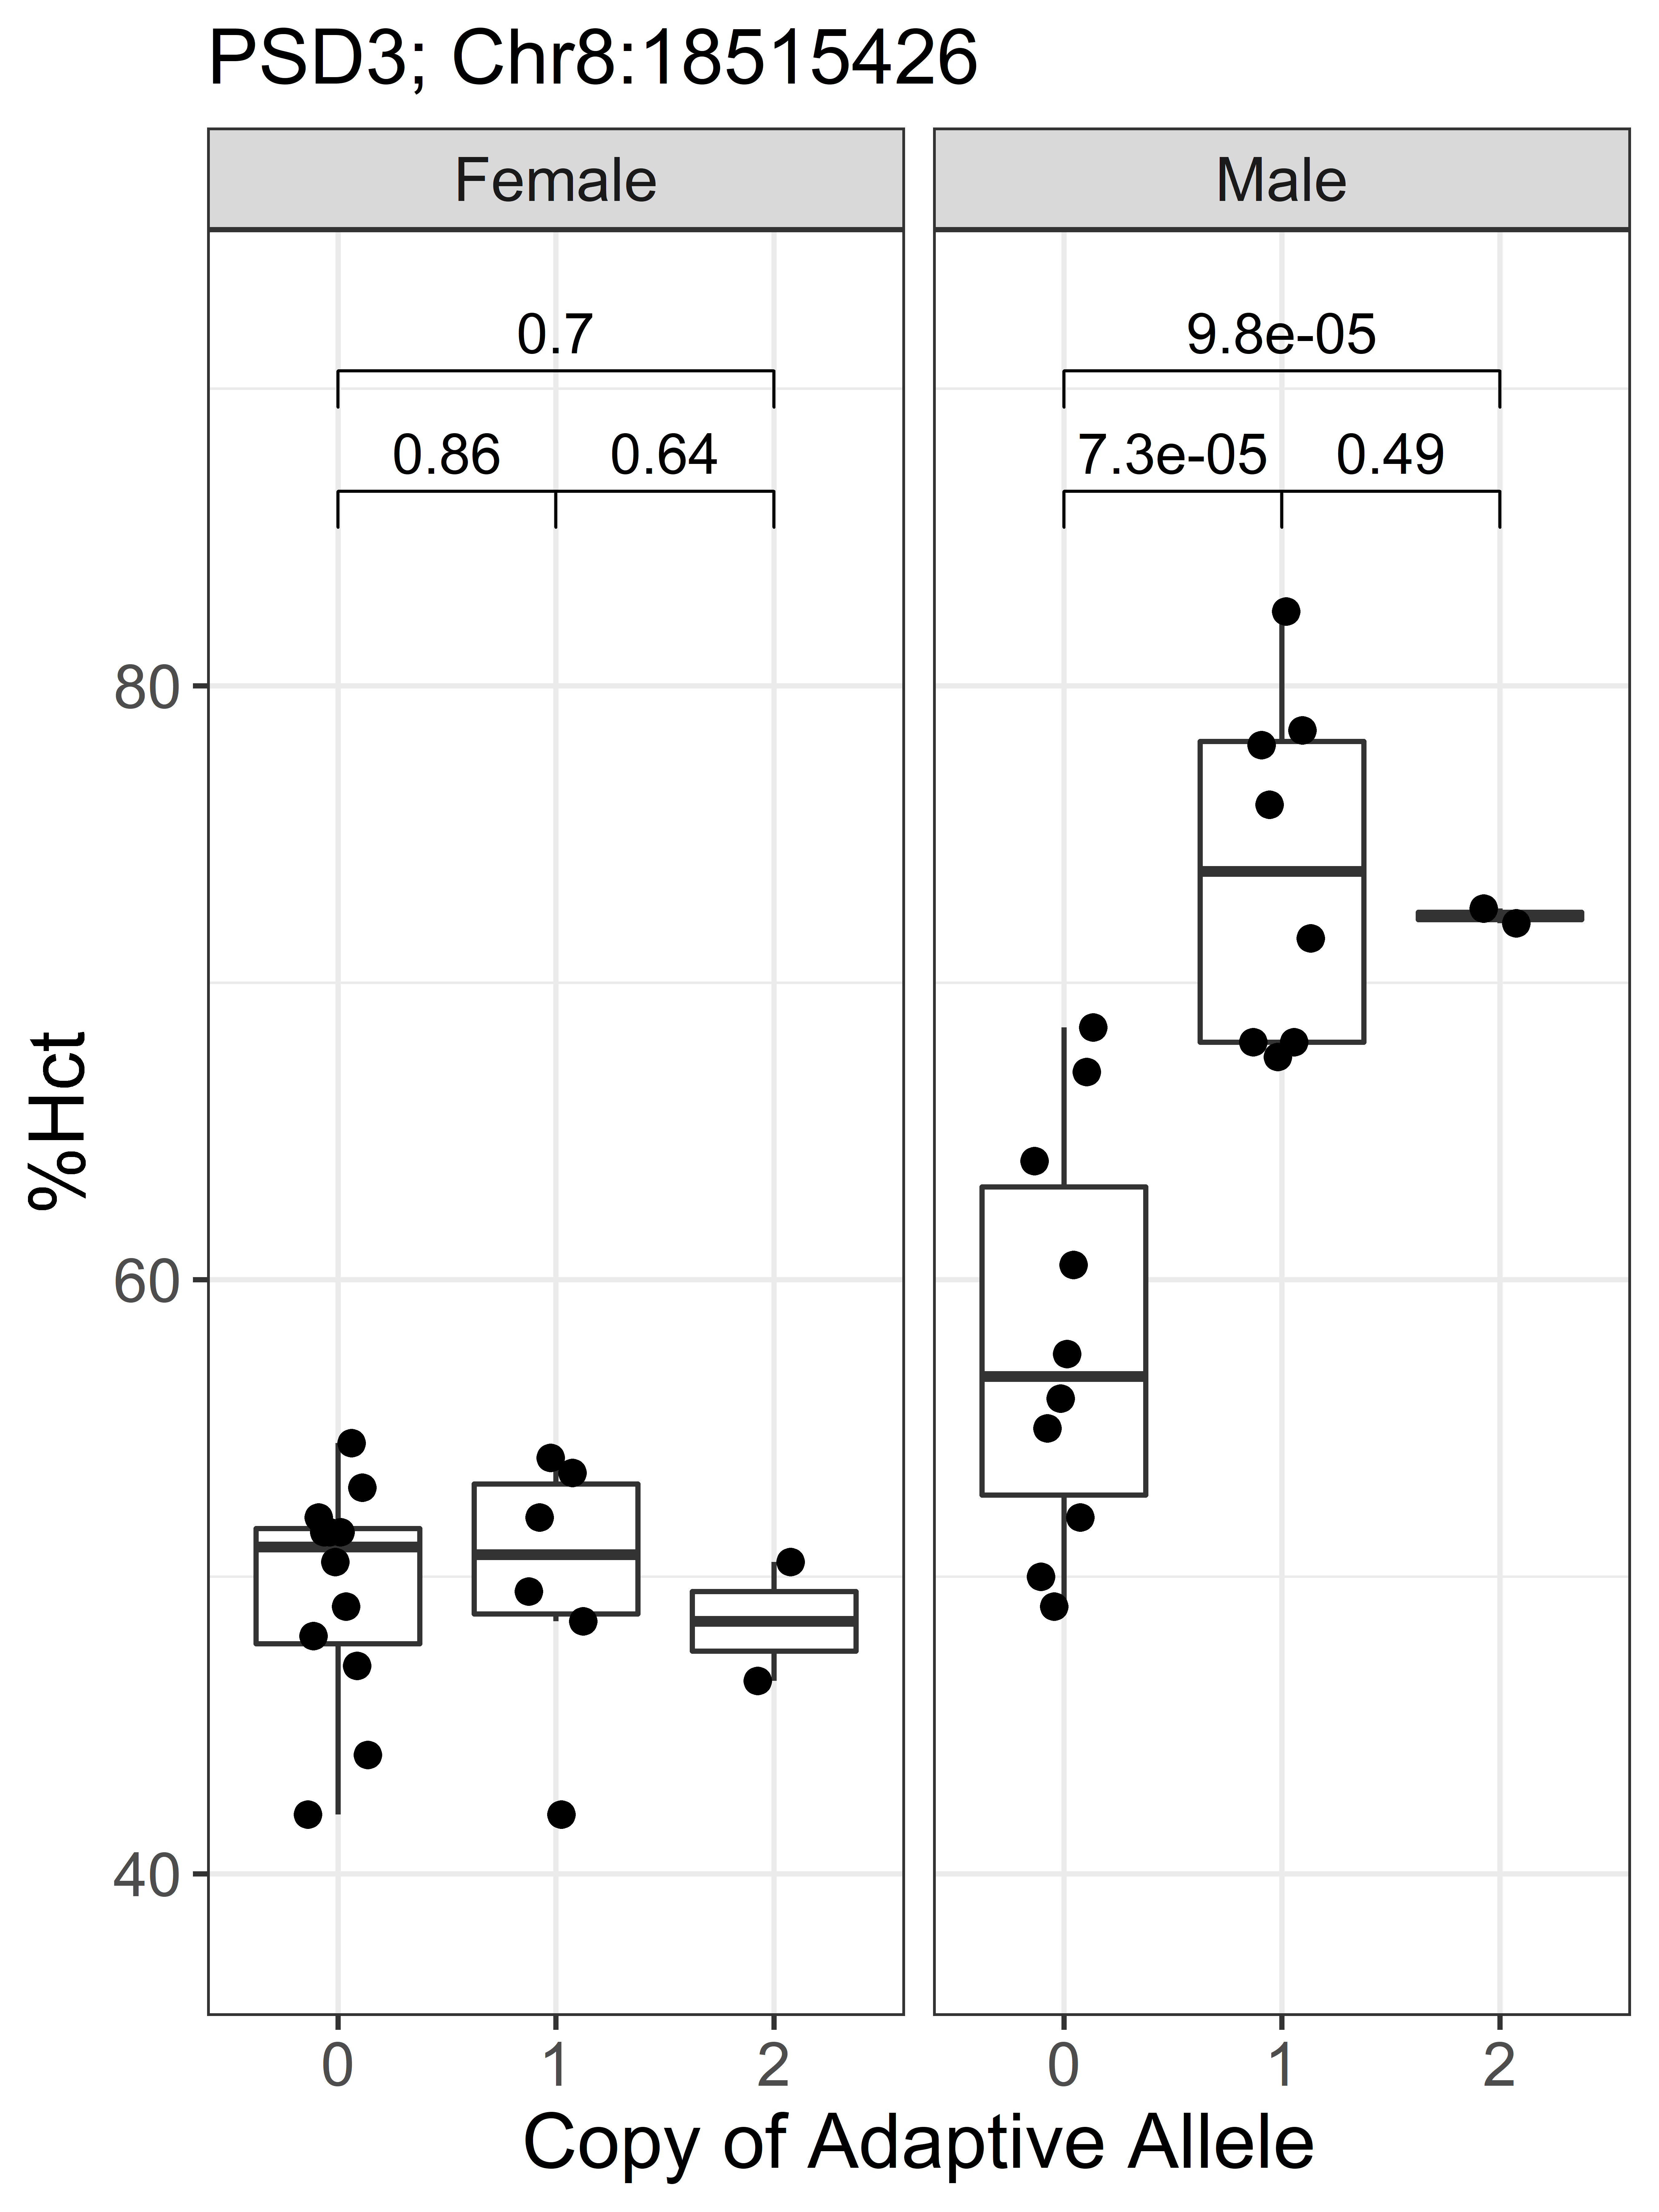 PSD3; Chr8:18515426
Female
Male
0.7
9.8e-05
0.86
0.64
7.3e-05
0.49
80
60
40
%Hct
0
1
2
0
1
2
Copy of Adaptive Allele